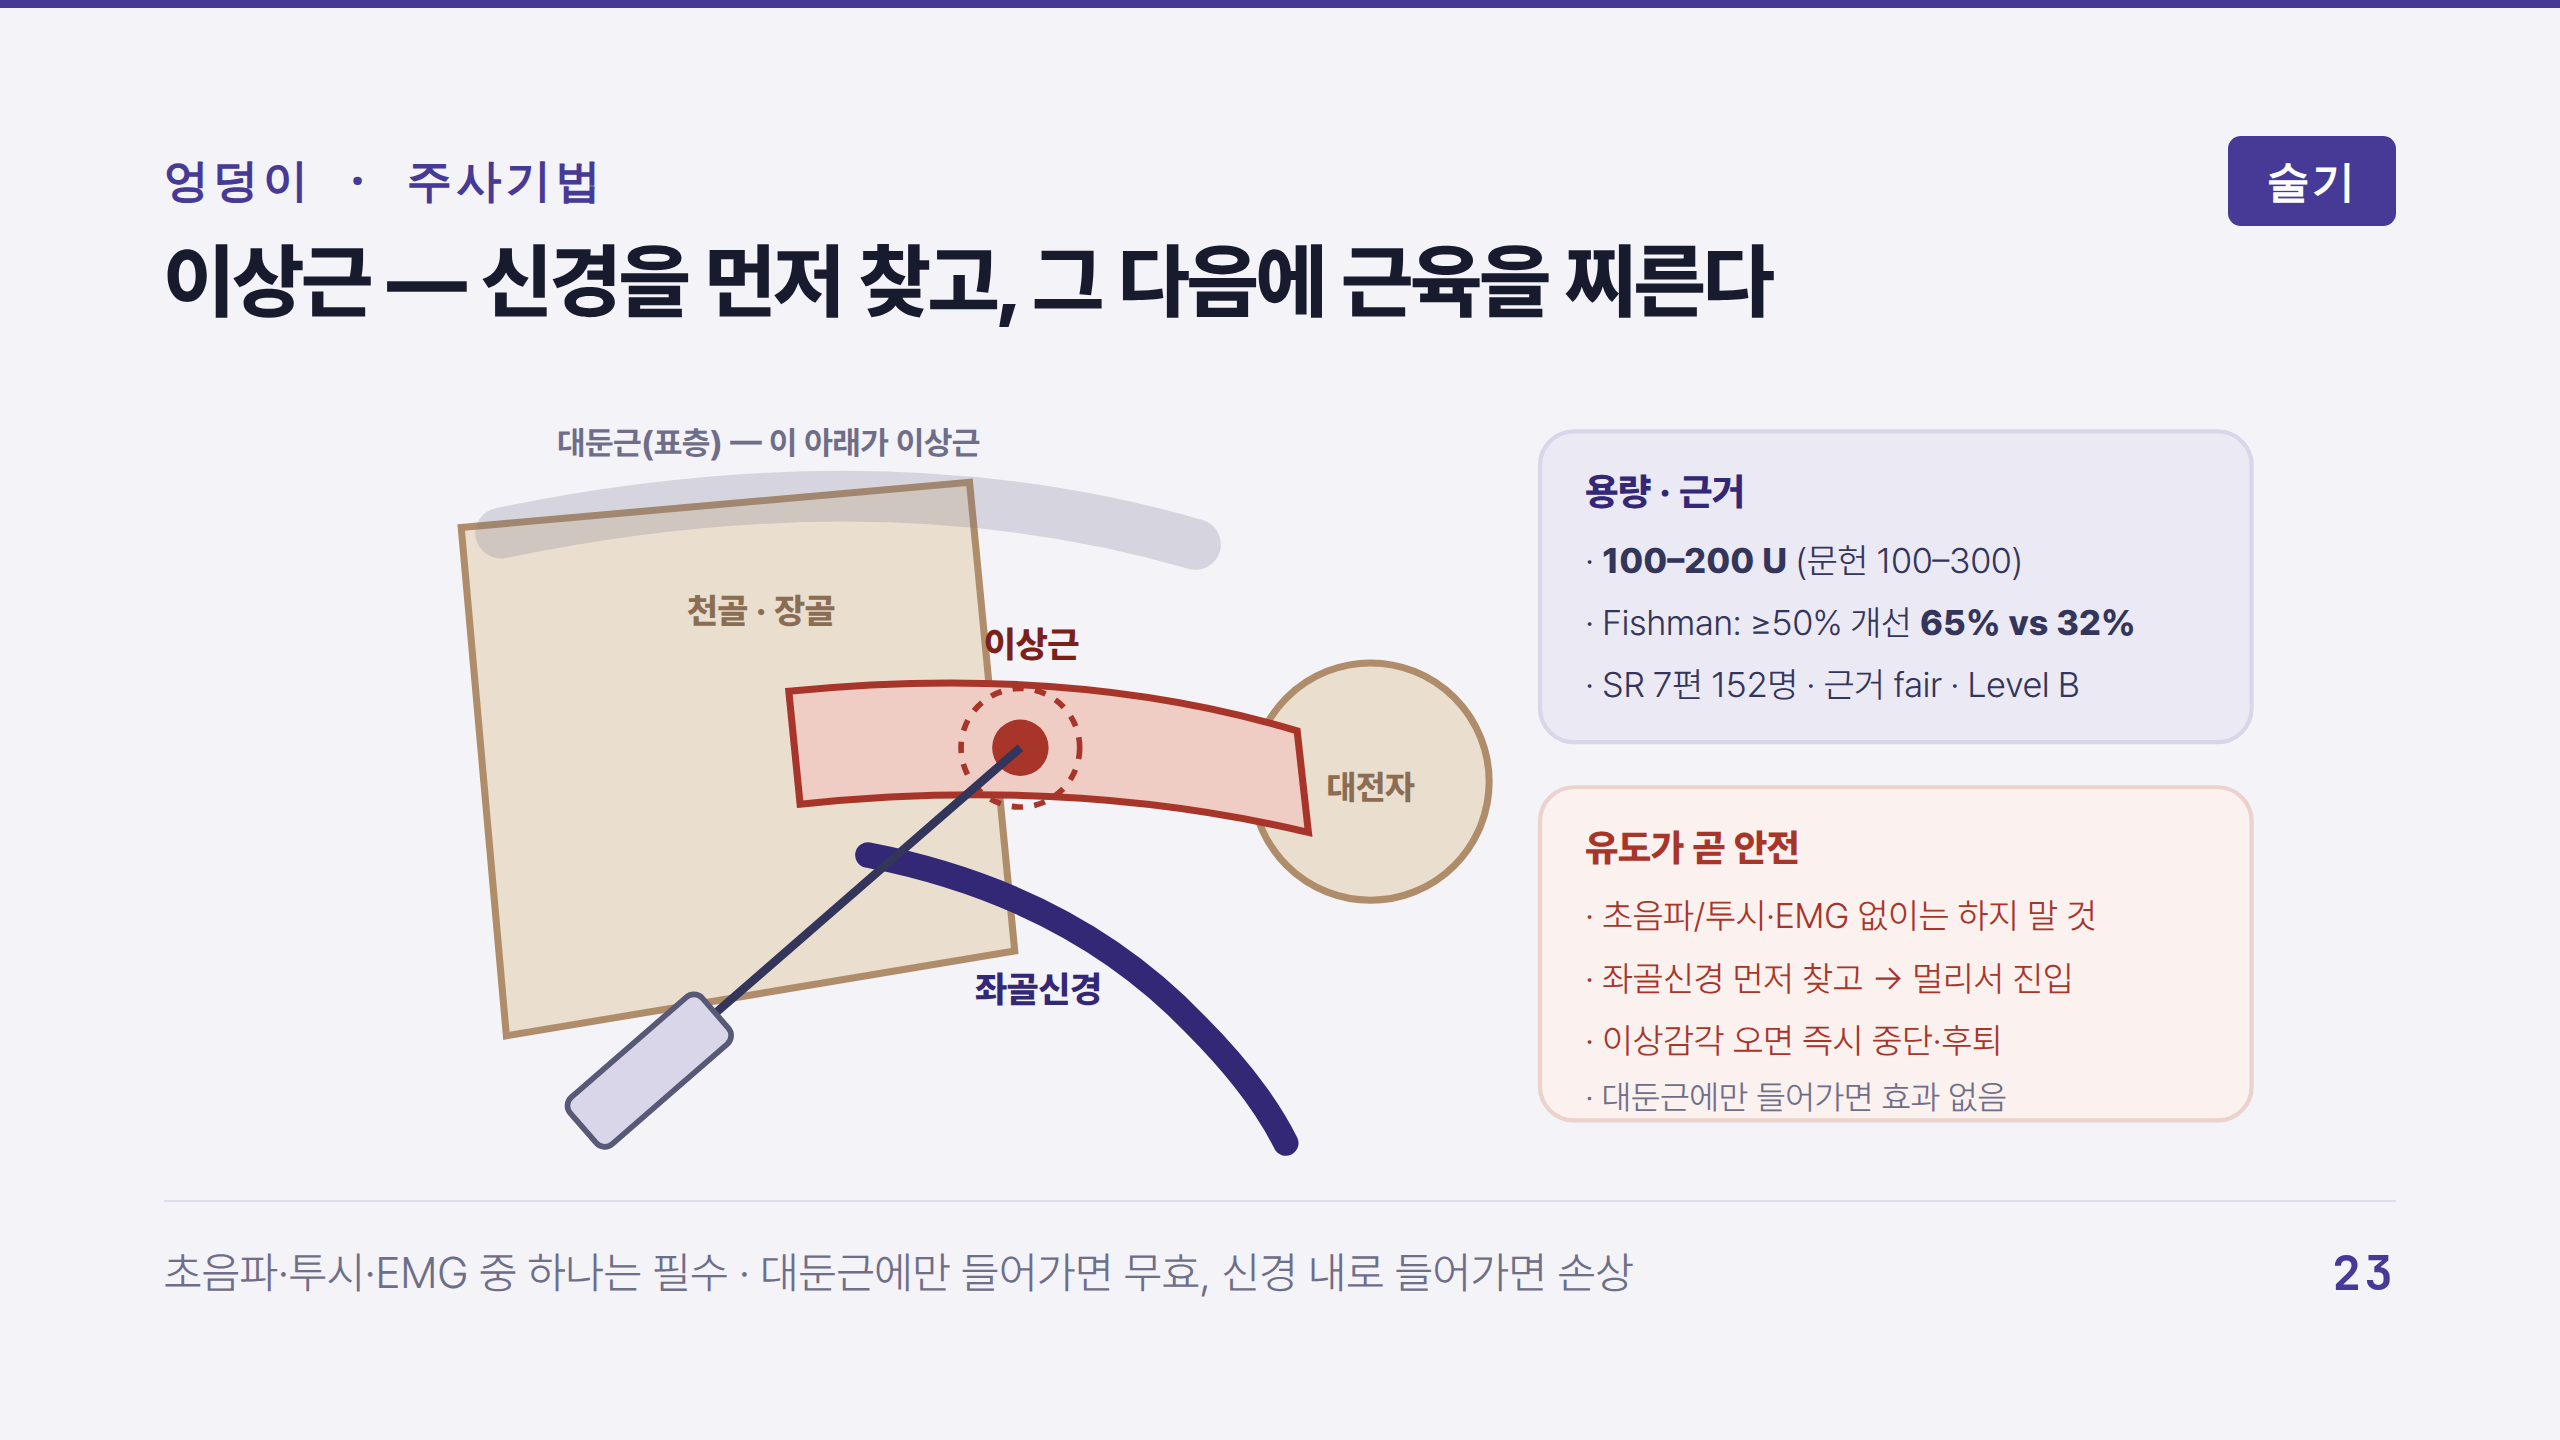 엉덩이 · 주사기법
술기
이상근 — 신경을 먼저 찾고, 그 다음에 근육을 찌른다
대둔근(표층) — 이 아래가 이상근
천골 · 장골
이상근
대전자
좌골신경
용량 · 근거
· 100–200 U (문헌 100–300)
· Fishman: ≥50% 개선 65% vs 32%
· SR 7편 152명 · 근거 fair · Level B
유도가 곧 안전
· 초음파/투시·EMG 없이는 하지 말 것
· 좌골신경 먼저 찾고 → 멀리서 진입
· 이상감각 오면 즉시 중단·후퇴
· 대둔근에만 들어가면 효과 없음
초음파·투시·EMG 중 하나는 필수 · 대둔근에만 들어가면 무효, 신경 내로 들어가면 손상
23